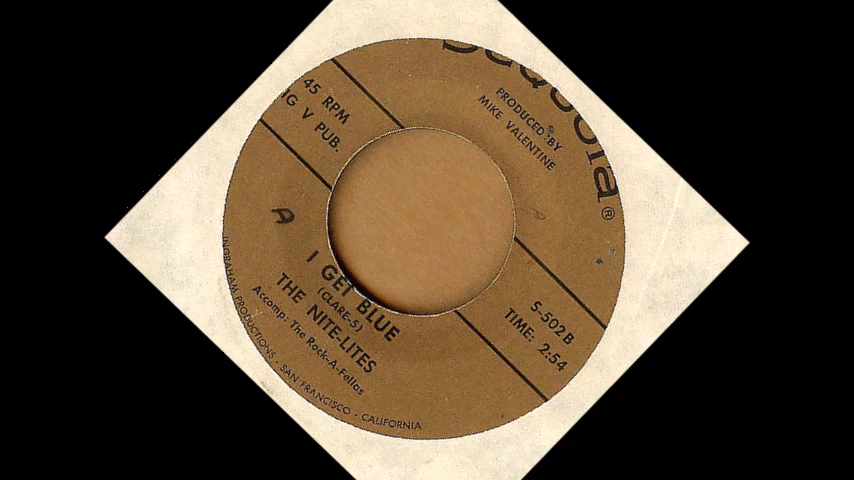 Sequoia®
PRODUCED BY
MIKE VALENTINE
45 RPM
IG V PUB.
S-502B
TIME: 2:54
A
I GET BLUE
(CLARE-S)
THE NITE-LITES
Accomp: The Rock-A-Fellas
INGRAHAM PRODUCTIONS · SAN FRANCISCO · CALIFORNIA